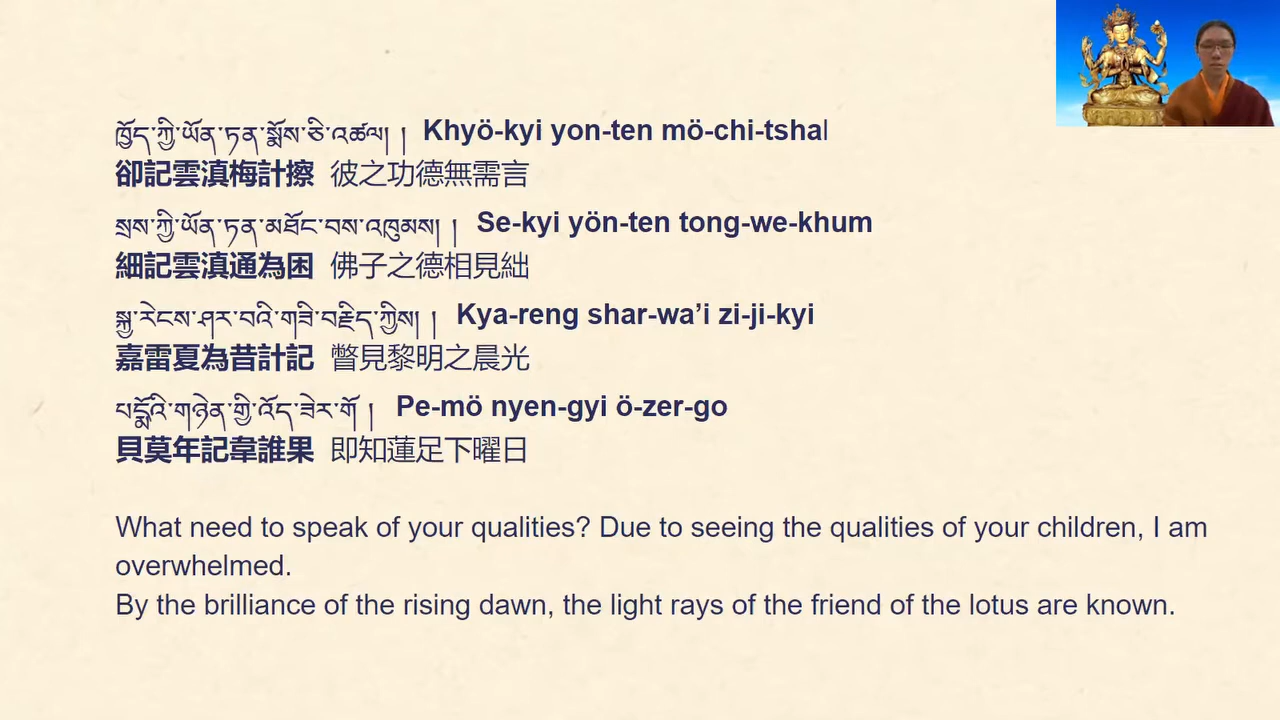 ཁྱོད་ཀྱི་ཡོན་ཏན་སྨོས་ཅི་འཚལ། ། Khyö-kyi yon-ten mö-chi-tshal
卻記雲滇梅計擦 彼之功德無需言
སྲས་ཀྱི་ཡོན་ཏན་མཐོང་བས་འཁུམས། ། Se-kyi yön-ten tong-we-khum
細記雲滇通為困 佛子之德相見絀
སྐྱ་རེངས་ཤར་བའི་གཟི་བརྗིད་ཀྱིས། ། Kya-reng shar-wa’i zi-ji-kyi
嘉雷夏為昔計記 瞥見黎明之晨光
པདྨོའི་གཉེན་གྱི་འོད་ཟེར་གོ ། Pe-mö nyen-gyi ö-zer-go
貝莫年記韋誰果 即知蓮足下曜日
What need to speak of your qualities? Due to seeing the qualities of your children, I am
overwhelmed.
By the brilliance of the rising dawn, the light rays of the friend of the lotus are known.